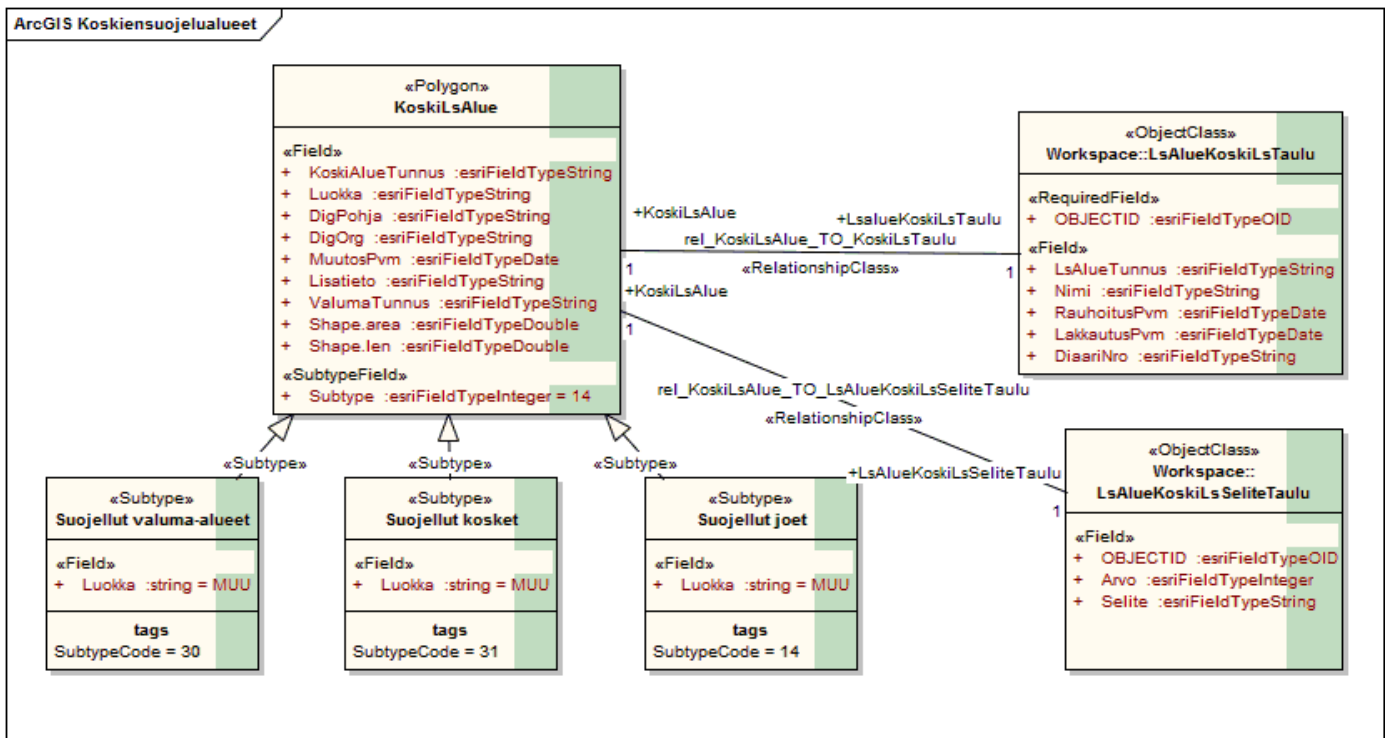 ArcGIS Koskiensuojelualueet
«Polygon»
KoskiLsAlue
«Field»
+ KoskiAlueTunnus :esriFieldTypeString
+ Luokka :esriFieldTypeString
+ DigPohja :esriFieldTypeString
+ DigOrg :esriFieldTypeString
+ MuutosPvm :esriFieldTypeDate
+ Lisatieto :esriFieldTypeString
+ ValumaTunnus :esriFieldTypeString
+ Shape.area :esriFieldTypeDouble
+ Shape.len :esriFieldTypeDouble
«SubtypeField»
+ Subtype :esriFieldTypeInteger = 14
«ObjectClass»
Workspace::LsAlueKoskiLsTaulu
«RequiredField»
+ OBJECTID :esriFieldTypeOID
«Field»
+ LsAlueTunnus :esriFieldTypeString
+ Nimi :esriFieldTypeString
+ RauhoitusPvm :esriFieldTypeDate
+ LakkautusPvm :esriFieldTypeDate
+ DiaariNro :esriFieldTypeString
+KoskiLsAlue
+LsalueKoskiLsTaulu
rel_KoskiLsAlue_TO_KoskiLsTaulu
1
«RelationshipClass»
1
+KoskiLsAlue
1
rel_KoskiLsAlue_TO_LsAlueKoskiLsSeliteTaulu
«RelationshipClass»
+LsAlueKoskiLsSeliteTaulu
1
«ObjectClass»
Workspace::
LsAlueKoskiLsSeliteTaulu
«Field»
+ OBJECTID :esriFieldTypeOID
+ Arvo :esriFieldTypeInteger
+ Selite :esriFieldTypeString
«Subtype»
«Subtype»
«Subtype»
«Subtype»
Suojellut valuma-alueet
«Field»
+ Luokka :string = MUU
tags
SubtypeCode = 30
«Subtype»
Suojellut kosket
«Field»
+ Luokka :string = MUU
tags
SubtypeCode = 31
«Subtype»
Suojellut joet
«Field»
+ Luokka :string = MUU
tags
SubtypeCode = 14